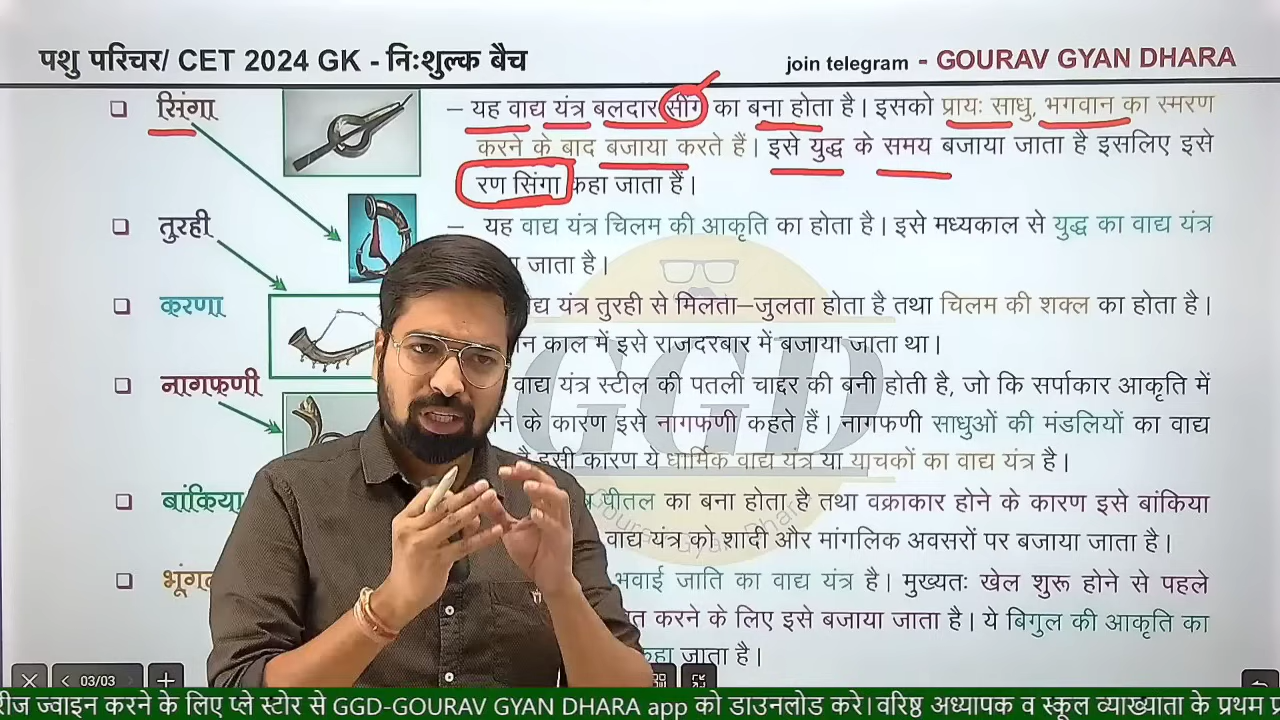 पशु परिचर/ CET 2024 GK - निःशुल्क बैच
join telegram - GOURAV GYAN DHARA
सिंगा
– यह वाद्य यंत्र बलदार सींग का बना होता है। इसको प्रायः साधु, भगवान का स्मरण
करने के बाद बजाया करते हैं। इसे युद्ध के समय बजाया जाता है इसलिए इसे
रण सिंगा कहा जाता हैं।
तुरही
– यह वाद्य यंत्र चिलम की आकृति का होता है। इसे मध्यकाल से युद्ध का वाद्य यंत्र
जाता है।
करणा
यंत्र तुरही से मिलता–जुलता होता है तथा चिलम की शक्ल का होता है।
काल में इसे राजदरबार में बजाया जाता था।
नागफणी
वाद्य यंत्र स्टील की पतली चाद्दर की बनी होती है, जो कि सर्पाकार आकृति में
के कारण इसे नागफणी कहते हैं। नागफणी साधुओं की मंडलियों का वाद्य
है इसी कारण ये धार्मिक वाद्य यंत्र या याचकों का वाद्य यंत्र है।
बांकिया
पीतल का बना होता है तथा वक्राकार होने के कारण इसे बांकिया
वाद्य यंत्र को शादी और मांगलिक अवसरों पर बजाया जाता है।
भवाई जाति का वाद्य यंत्र है। मुख्यतः खेल शुरू होने से पहले
करने के लिए इसे बजाया जाता है। ये बिगुल की आकृति का
कहा जाता है।
GGD
03/03
ज्वाइन करने के लिए प्ले स्टोर से GGD-GOURAV GYAN DHARA app को डाउनलोड करे। वरिष्ठ अध्यापक व स्कूल व्याख्याता के प्रथम